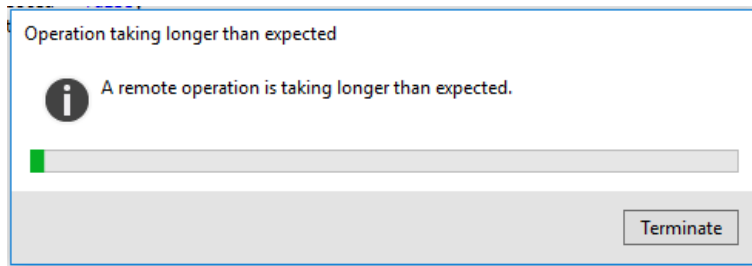 Operation taking longer than expected
A remote operation is taking longer than expected.
Terminate